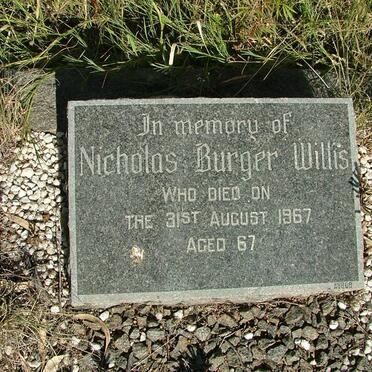 In memory of
Nicholas Burger Willis
WHO DIED ON
THE 31ST AUGUST 1967
AGED 67